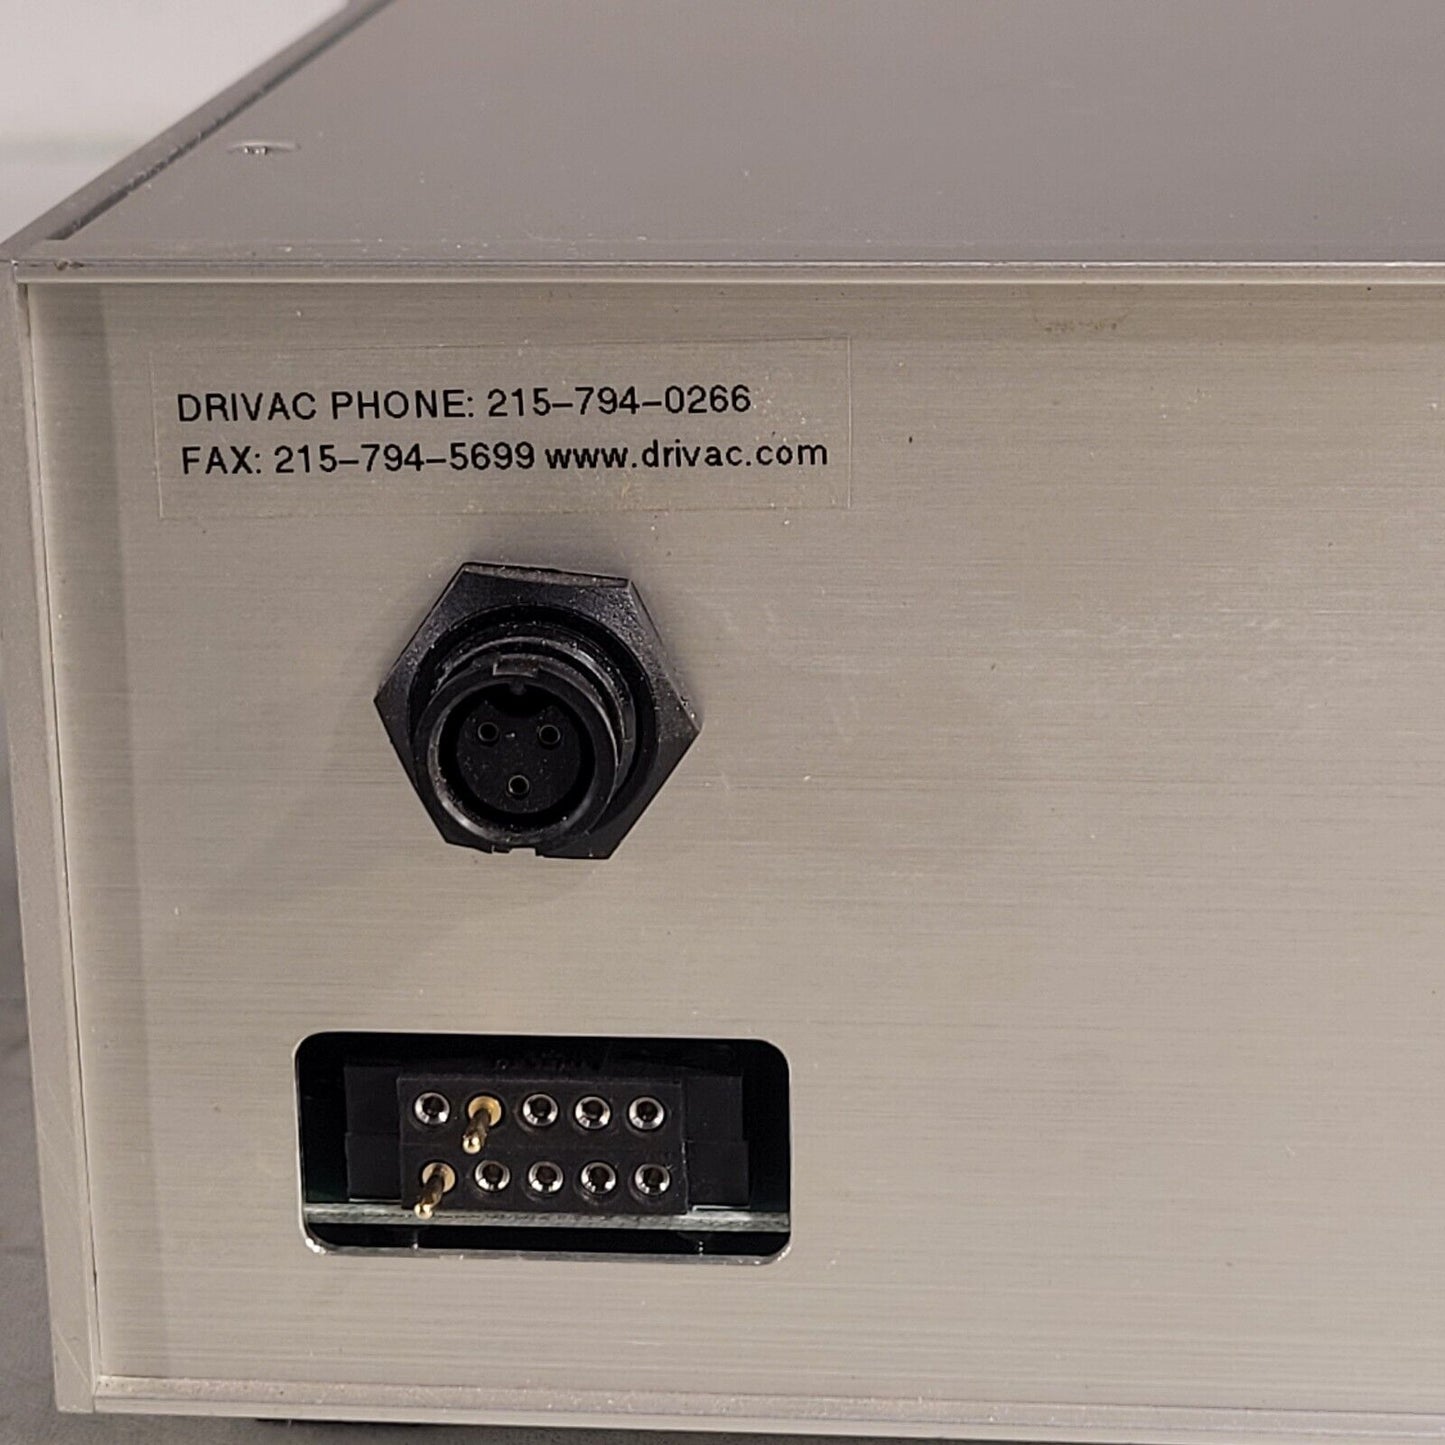 DRIVAC PHONE: 215-794-0266
FAX: 215-794-5699 www.drivac.com